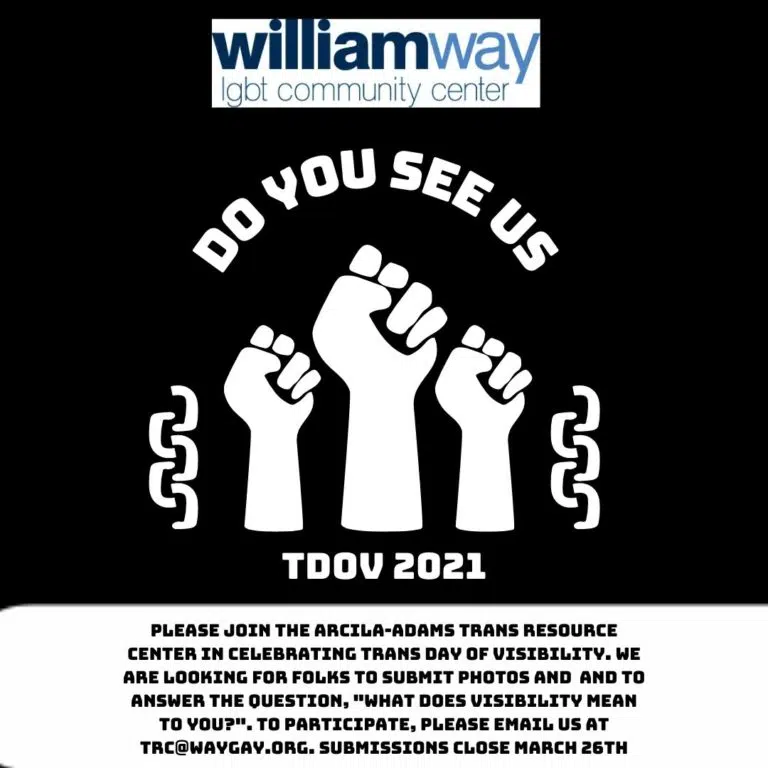 williamway
lgbt community center
DO YOU SEE US
TDOV 2021
PLEASE JOIN THE ARCILA-ADAMS TRANS RESOURCE
CENTER IN CELEBRATING TRANS DAY OF VISIBILITY. WE
ARE LOOKING FOR FOLKS TO SUBMIT PHOTOS AND AND TO
ANSWER THE QUESTION, "WHAT DOES VISIBILITY MEAN
TO YOU?". TO PARTICIPATE, PLEASE EMAIL US AT
TRC@WAYGAY.ORG. SUBMISSIONS CLOSE MARCH 26TH